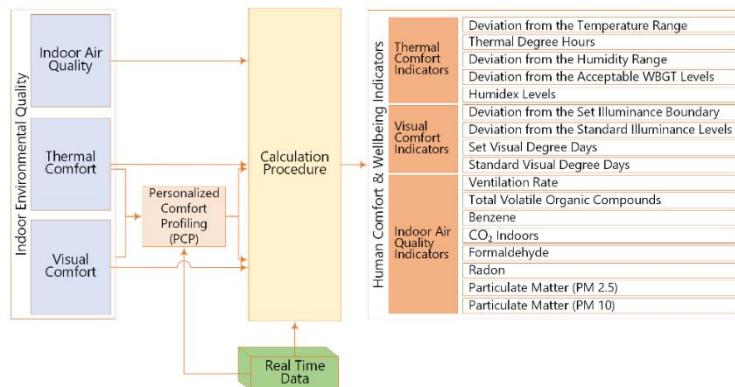 Indoor Environmental Quality
Indoor Air
Quality
Thermal
Comfort
Visual
Comfort
Personalized
Comfort
Profiling
(PCP)
Calculation
Procedure
Real Time
Data
Human Comfort & Wellbeing Indicators
Thermal
Comfort
Indicators
Deviation from the Temperature Range
Thermal Degree Hours
Deviation from the Humidity Range
Deviation from the Acceptable WBGT Levels
Humidex Levels
Visual
Comfort
Indicators
Deviation from the Set Illuminance Boundary
Deviation from the Standard Illuminance Levels
Set Visual Degree Days
Standard Visual Degree Days
Indoor Air
Quality
Indicators
Ventilation Rate
Total Volatile Organic Compounds
Benzene
CO₂ Indoors
Formaldehyde
Radon
Particulate Matter (PM 2.5)
Particulate Matter (PM 10)